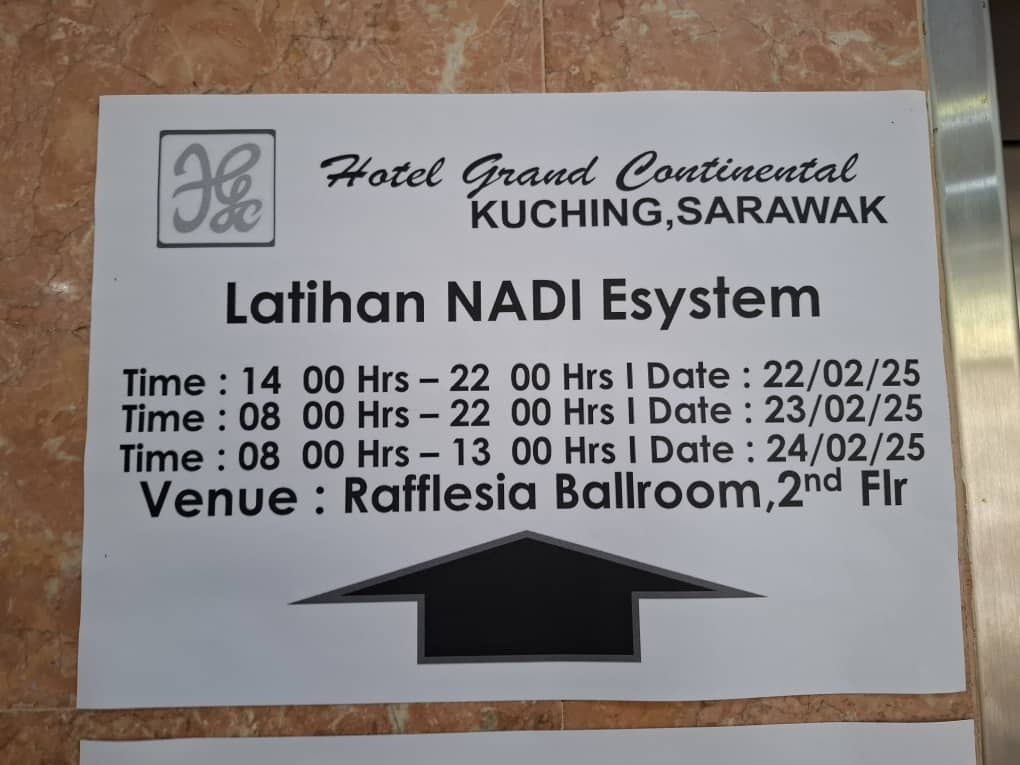 HGC
Hotel Grand Continental
KUCHING,SARAWAK
Latihan NADI Esystem
Time : 14 00 Hrs – 22 00 Hrs I Date : 22/02/25
Time : 08 00 Hrs – 22 00 Hrs I Date : 23/02/25
Time : 08 00 Hrs – 13 00 Hrs I Date : 24/02/25
Venue : Rafflesia Ballroom,2nd Flr